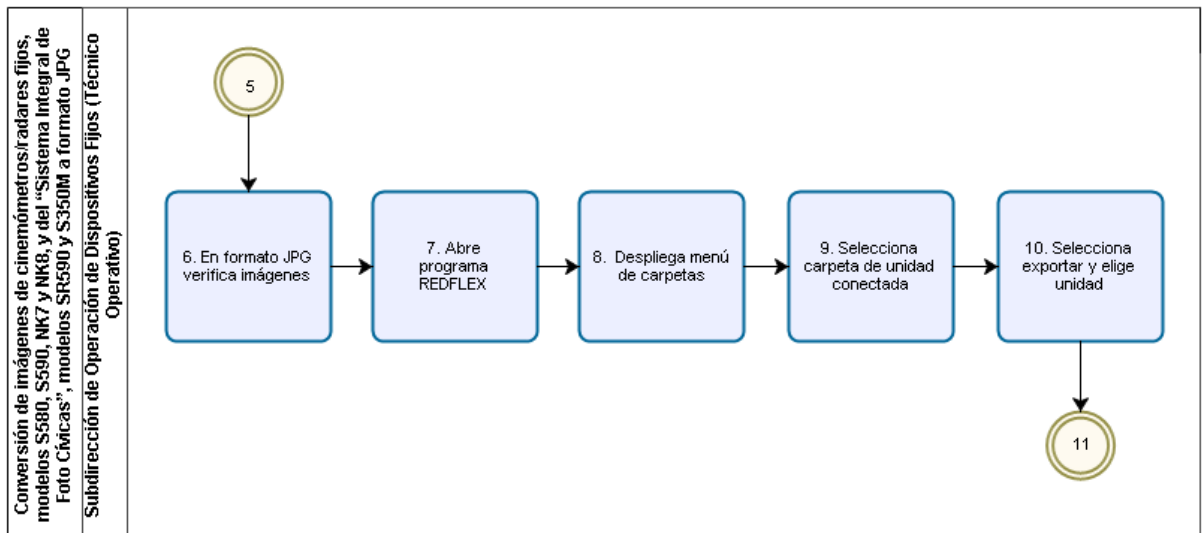 Conversión de imágenes de cinemómetros/radares fijos,
modelos S580, S590, NK7 y NK8, y del “Sistema Integral de
Foto Cívicas”, modelos SR590 y S350M a formato JPG
Subdirección de Operación de Dispositivos Fijos (Técnico
Operativo)
5
6. En formato JPG
verifica imágenes
7. Abre
programa
REDFLEX
8. Despliega menú
de carpetas
9. Selecciona
carpeta de unidad
conectada
10. Selecciona
exportar y elige
unidad
11